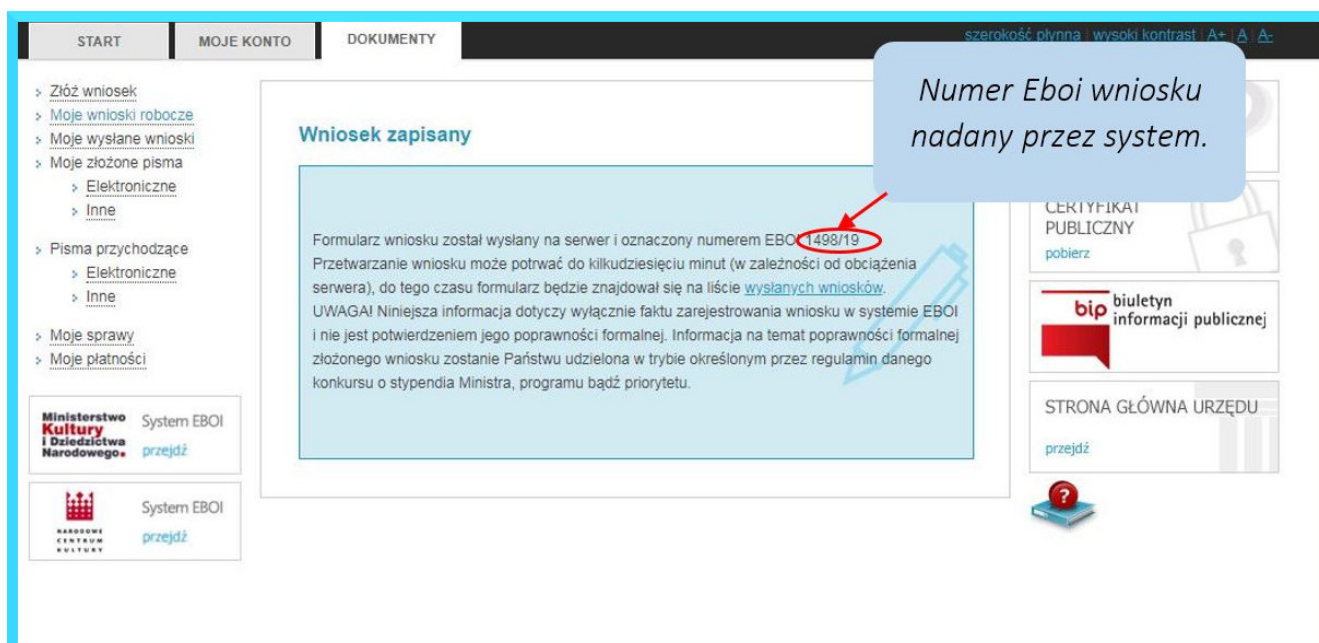 START
MOJE KONTO
DOKUMENTY
szerokość płynna | wysoki kontrast | A+ | A | A-
Numer Eboi wniosku
nadany przez system.
Złóż wniosek
Moje wnioski robocze
Moje wysłane wnioski
Moje złożone pisma
Elektroniczne
Inne
Pisma przychodzące
Elektroniczne
Inne
Moje sprawy
Moje płatności
Ministerstwo
Kultury
i Dziedzictwa
Narodowego.
System EBOI
przejdź
NARODOWE
CENTRUM
KULTURY
System EBOI
przejdź
Wniosek zapisany
Formularz wniosku został wysłany na serwer i oznaczony numerem EBOI 1498/19
Przetwarzanie wniosku może potrwać do kilkudziesięciu minut (w zależności od obciążenia
serwera), do tego czasu formularz będzie znajdował się na liście wysłanych wniosków.
UWAGA! Niniejsza informacja dotyczy wyłącznie faktu zarejestrowania wniosku w systemie EBOI
i nie jest potwierdzeniem jego poprawności formalnej. Informacja na temat poprawności formalnej
złożonego wniosku zostanie Państwu udzielona w trybie określonym przez regulamin danego
konkursu o stypendia Ministra, programu bądź priorytetu.
CERTYFIKAT
PUBLICZNY
pobierz
bip biuletyn
informacji publicznej
STRONA GŁÓWNA URZĘDU
przejdź
?